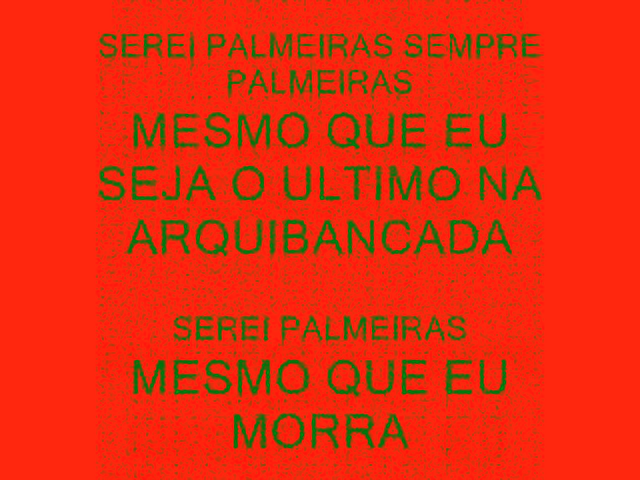 SEREI PALMEIRAS SEMPRE
PALMEIRAS
MESMO QUE EU
SEJA O ULTIMO NA
ARQUIBANCADA
SEREI PALMEIRAS
MESMO QUE EU
MORRA